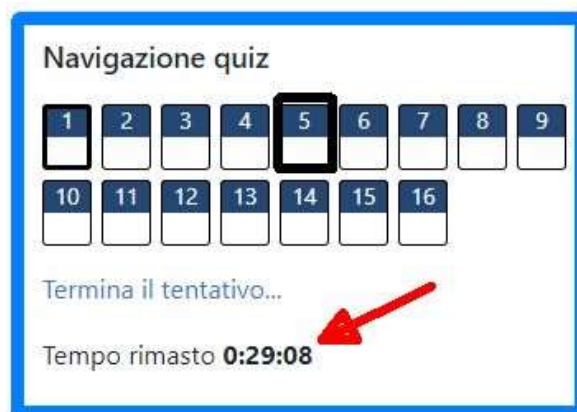 Navigazione quiz
1 2 3 4 5 6 7 8 9
10 11 12 13 14 15 16
Termina il tentativo...
Tempo rimasto 0:29:08